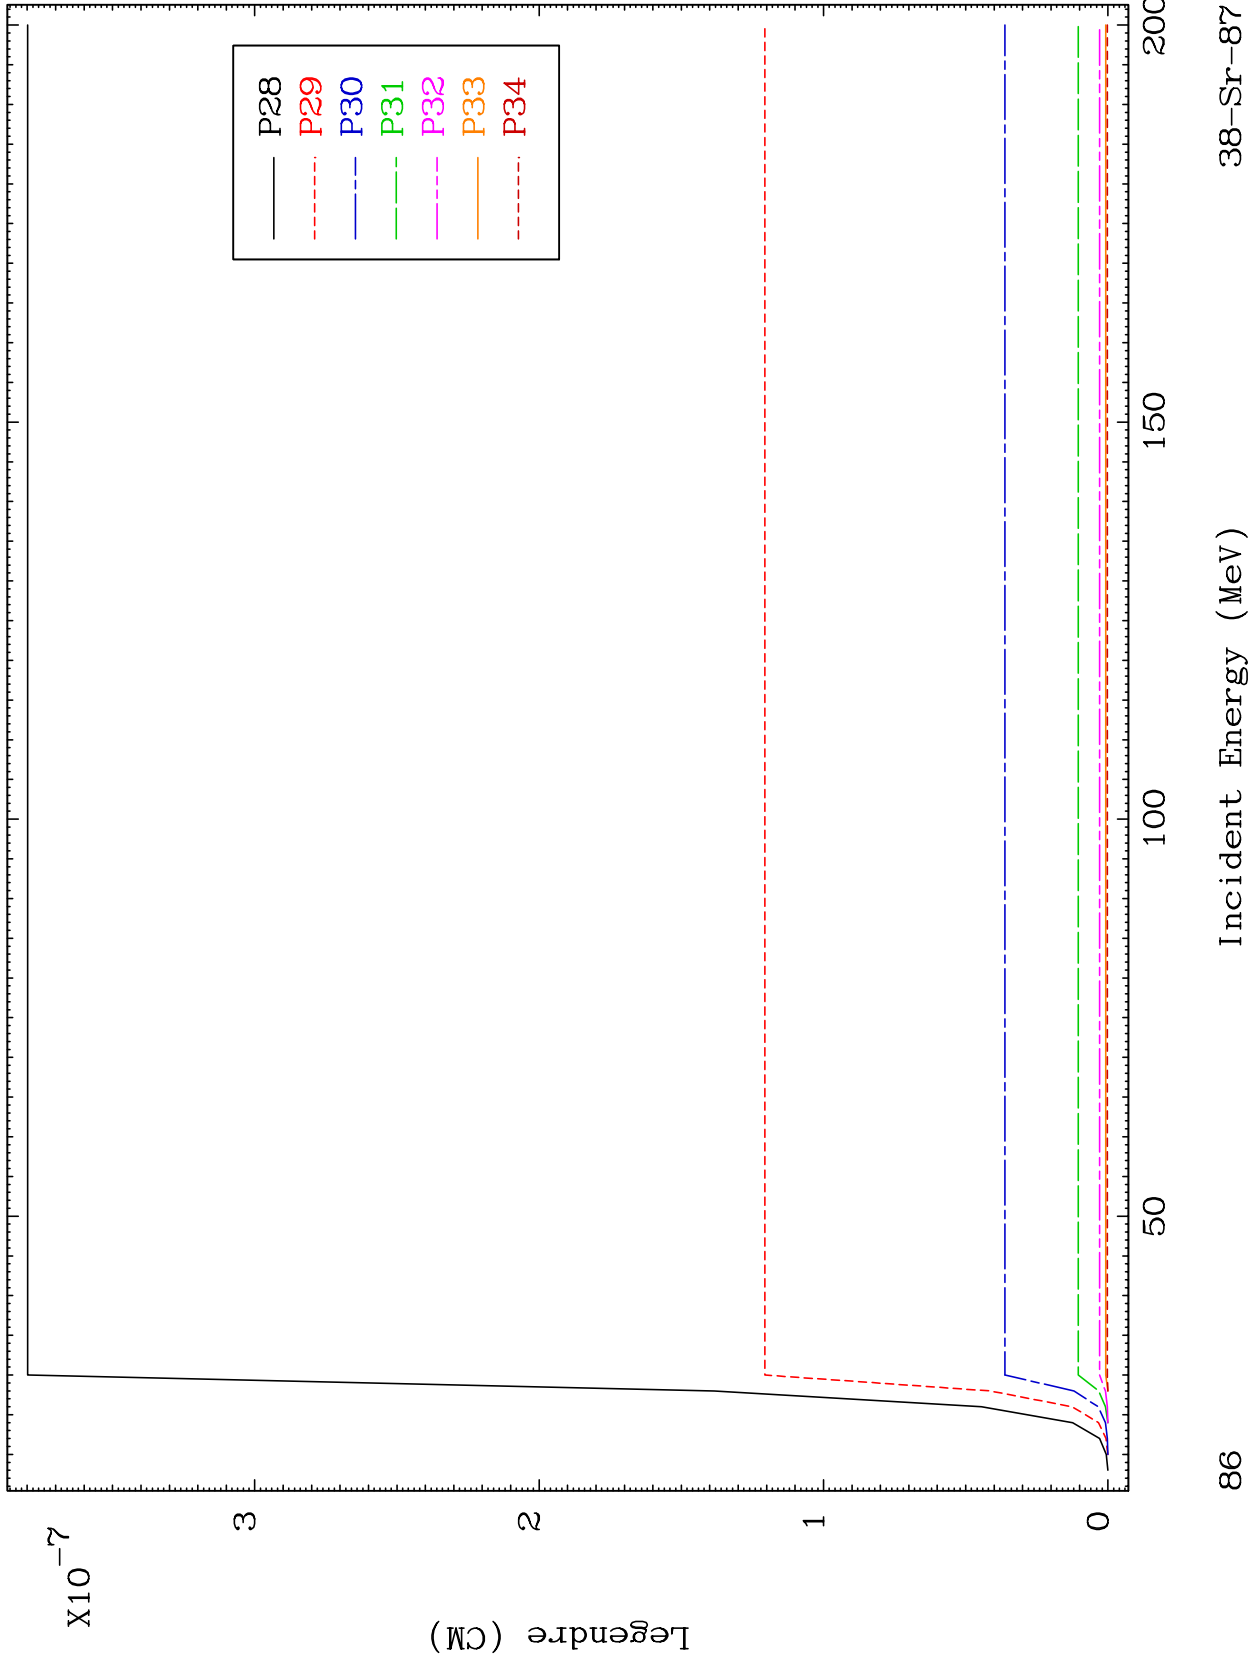 X10⁻⁷
Legendre (CM)
3
2
1
0
P28
P29
P30
P31
P32
P33
P34
50
100
150
200
Incident Energy (MeV)
86
38-Sr-87